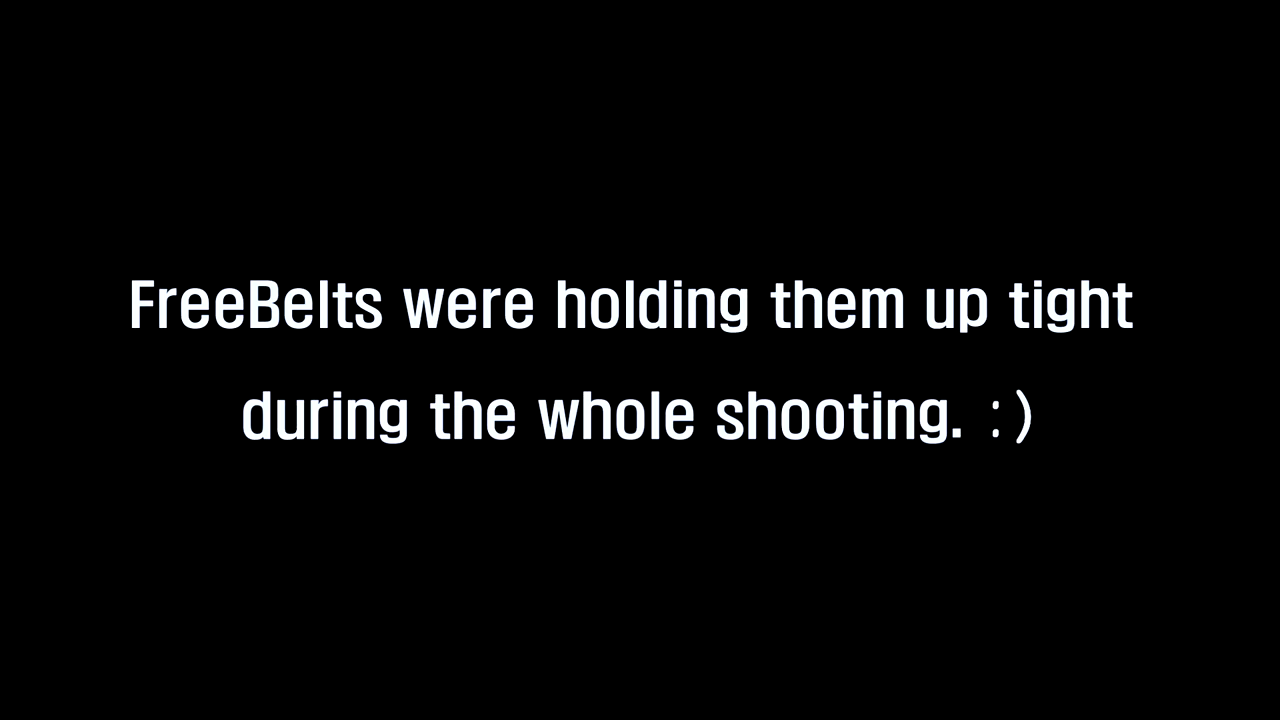 FreeBelts were holding them up tight
during the whole shooting. :)